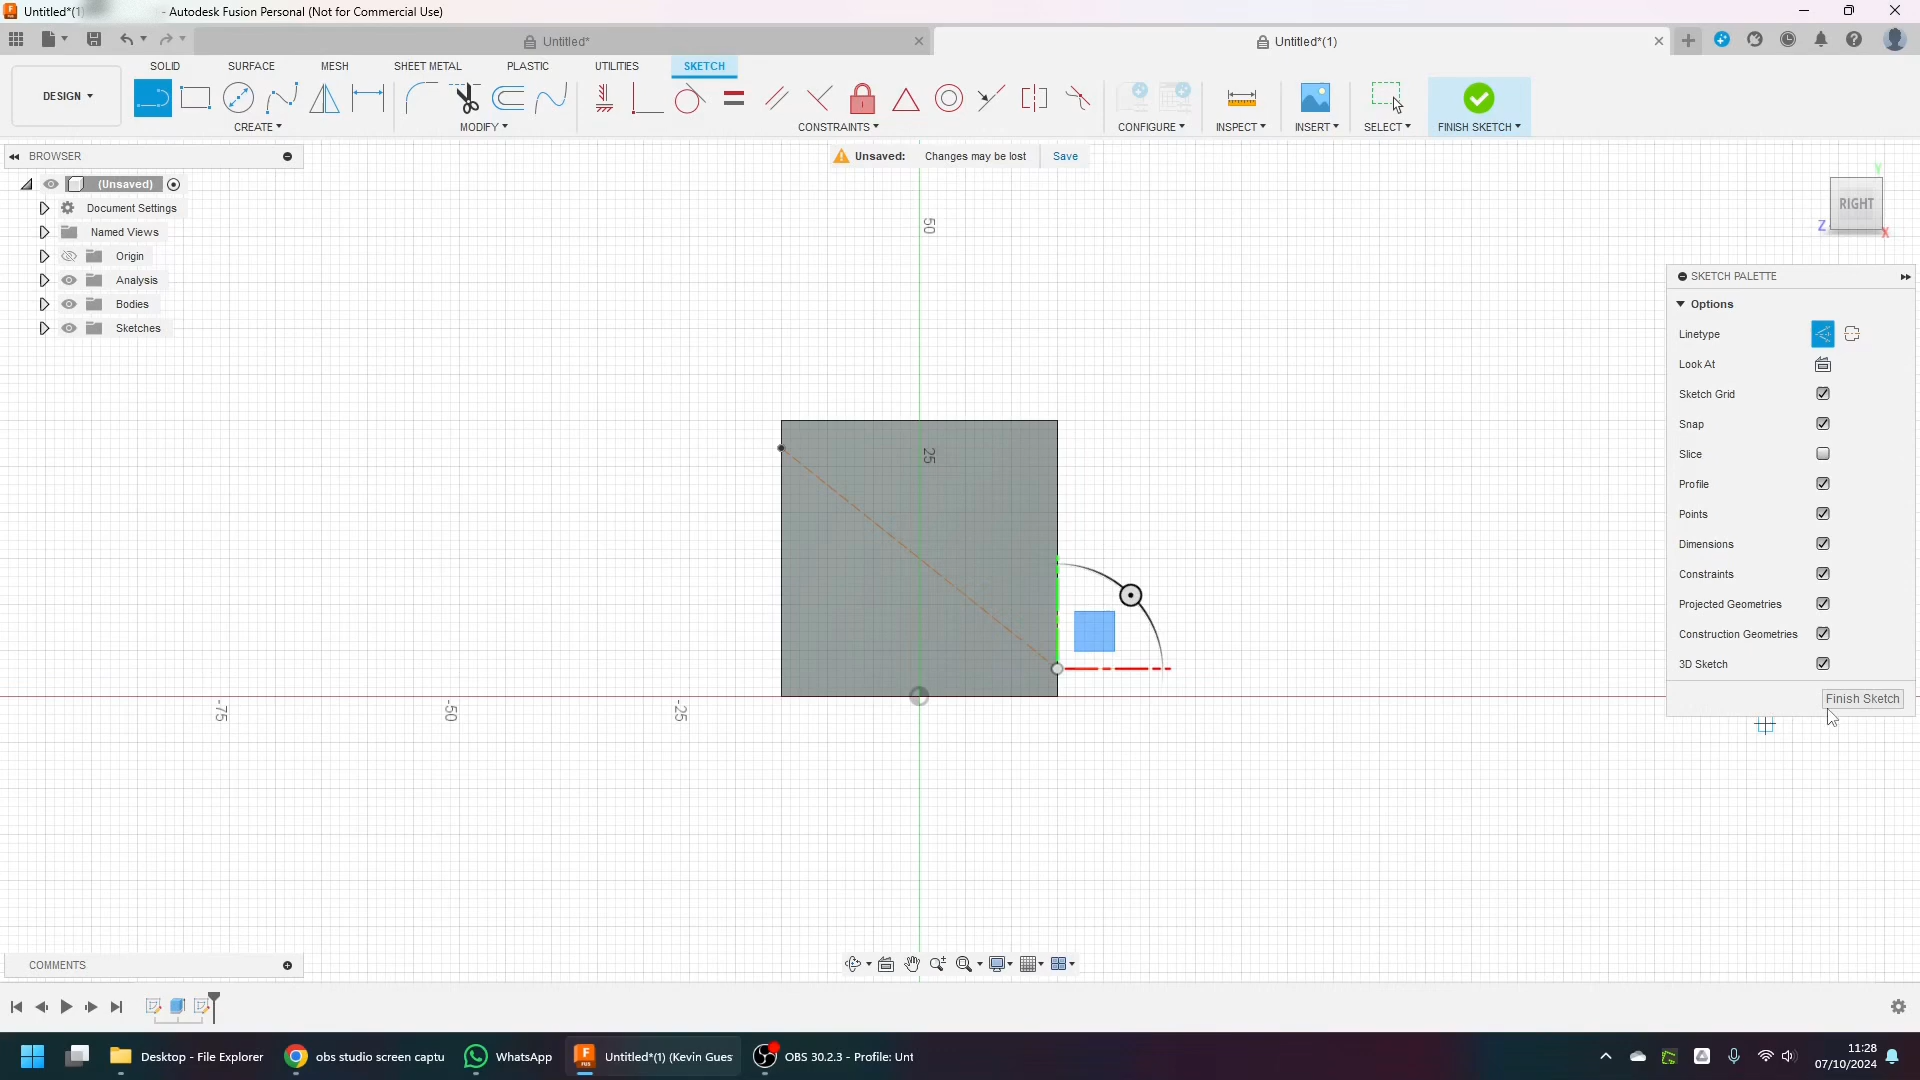 Untitled*(1) - Autodesk Fusion Personal (Not for Commercial Use)
Untitled*
Untitled*(1)
SOLID SURFACE MESH SHEET METAL PLASTIC UTILITIES SKETCH
DESIGN
CREATE MODIFY CONSTRAINTS CONFIGURE INSPECT INSERT SELECT FINISH SKETCH
BROWSER
Unsaved: Changes may be lost Save
(Unsaved)
Document Settings
Named Views
Origin
Analysis
Bodies
Sketches
50
25
-75
-50
-25
Y
RIGHT
Z
X
SKETCH PALETTE
Options
Linetype
Look At
Sketch Grid
Snap
Slice
Profile
Points
Dimensions
Constraints
Projected Geometries
Construction Geometries
3D Sketch
Finish Sketch
COMMENTS
Desktop - File Explorer
obs studio screen captu
WhatsApp
FUS
Untitled*(1) (Kevin Gues
OBS 30.2.3 - Profile: Unt
11:28
07/10/2024